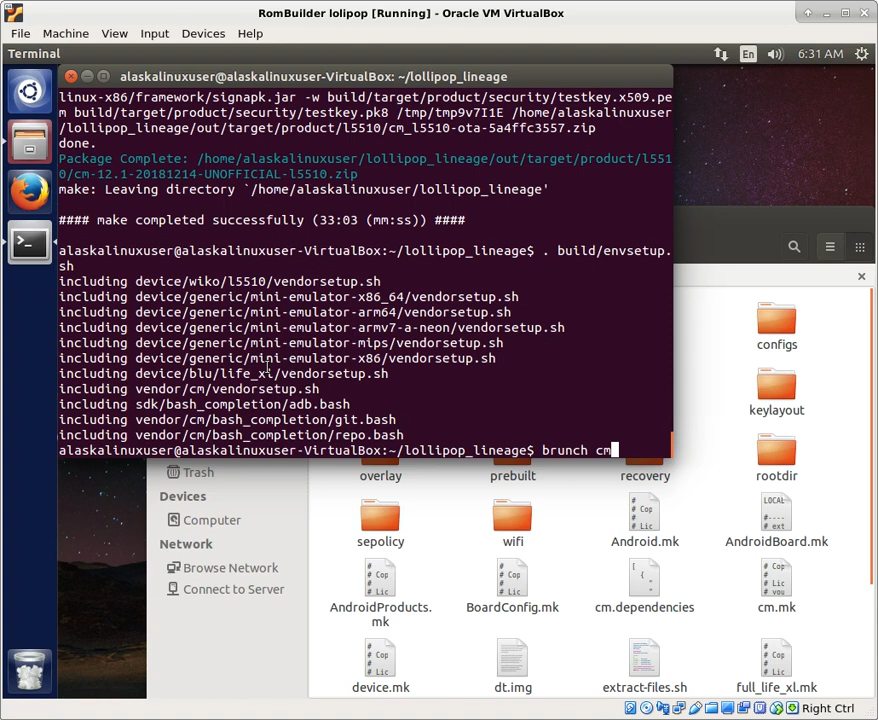 RomBuilder lolipop [Running] - Oracle VM VirtualBox
File Machine View Input Devices Help
Terminal
En
6:31 AM
alaskalinuxuser@alaskalinuxuser-VirtualBox: ~/lollipop_lineage
linux-x86/framework/signapk.jar -w build/target/product/security/testkey.x509.pe
m build/target/product/security/testkey.pk8 /tmp/tmp9v7I1E /home/alaskalinuxuser
/lollipop_lineage/out/target/product/l5510/cm_l5510-ota-5a4ffc3557.zip
done.
Package Complete: /home/alaskalinuxuser/lollipop_lineage/out/target/product/l551
0/cm-12.1-20181214-UNOFFICIAL-l5510.zip
make: Leaving directory `/home/alaskalinuxuser/lollipop_lineage'
#### make completed successfully (33:03 (mm:ss)) ####
alaskalinuxuser@alaskalinuxuser-VirtualBox:~/lollipop_lineage$ . build/envsetup.
sh
including device/wiko/l5510/vendorsetup.sh
including device/generic/mini-emulator-x86_64/vendorsetup.sh
including device/generic/mini-emulator-arm64/vendorsetup.sh
including device/generic/mini-emulator-armv7-a-neon/vendorsetup.sh
including device/generic/mini-emulator-mips/vendorsetup.sh
including device/generic/mini-emulator-x86/vendorsetup.sh
including device/blu/life_xl/vendorsetup.sh
including vendor/cm/vendorsetup.sh
including sdk/bash_completion/adb.bash
including vendor/cm/bash_completion/git.bash
including vendor/cm/bash_completion/repo.bash
alaskalinuxuser@alaskalinuxuser-VirtualBox:~/lollipop_lineage$ brunch cm
configs
keylayout
Trash
Devices
Computer
Network
Browse Network
Connect to Server
overlay
prebuilt
recovery
rootdir
sepolicy
wifi
Android.mk
AndroidBoard.mk
AndroidProducts.
mk
BoardConfig.mk
cm.dependencies
cm.mk
device.mk
dt.img
extract-files.sh
full_life_xl.mk
Right Ctrl